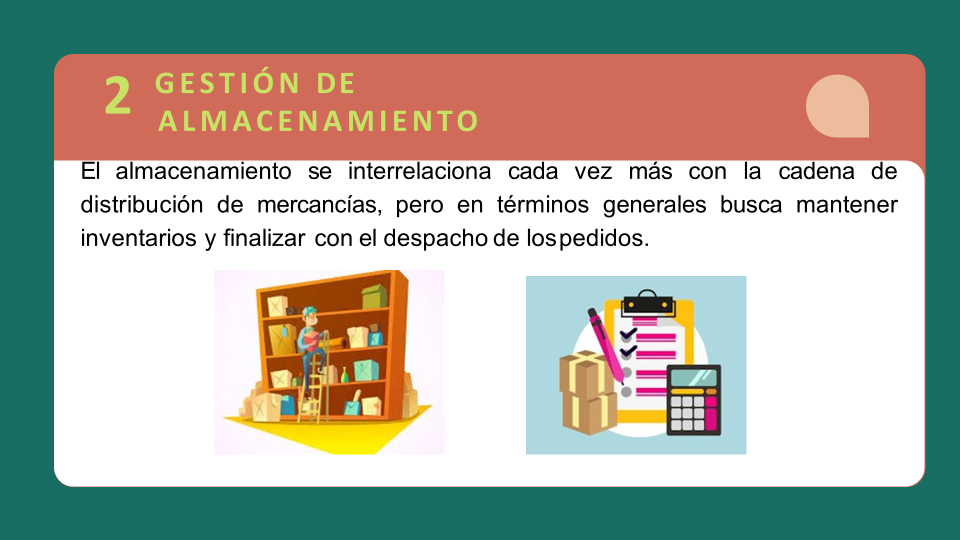 2 GESTIÓN DE
ALMACENAMIENTO
El almacenamiento se interrelaciona cada vez más con la cadena de
distribución de mercancías, pero en términos generales busca mantener
inventarios y finalizar con el despacho de los pedidos.